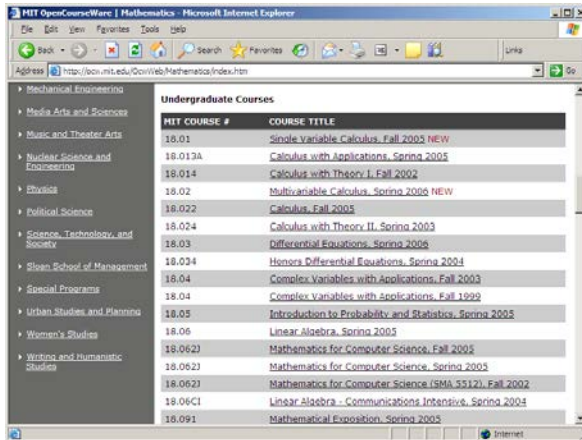 MIT OpenCourseWare | Mathematics - Microsoft Internet Explorer
File Edit View Favorites Tools Help
Back Search Favorites Links
Address http://ocw.mit.edu/OcwWeb/Mathematics/index.htm Go
Mechanical Engineering
Media Arts and Sciences
Music and Theater Arts
Nuclear Science and
Engineering
Physics
Political Science
Science, Technology, and
Society
Sloan School of Management
Special Programs
Urban Studies and Planning
Women's Studies
Writing and Humanistic
Studies
Undergraduate Courses
MIT COURSE # COURSE TITLE
18.01 Single Variable Calculus, Fall 2005 NEW
18.013A Calculus with Applications, Spring 2005
18.014 Calculus with Theory I, Fall 2002
18.02 Multivariable Calculus, Spring 2006 NEW
18.022 Calculus, Fall 2005
18.024 Calculus with Theory II, Spring 2003
18.03 Differential Equations, Spring 2006
18.034 Honors Differential Equations, Spring 2004
18.04 Complex Variables with Applications, Fall 2003
18.04 Complex Variables with Applications, Fall 1999
18.05 Introduction to Probability and Statistics, Spring 2005
18.06 Linear Algebra, Spring 2005
18.062J Mathematics for Computer Science, Fall 2005
18.062J Mathematics for Computer Science, Spring 2005
18.062J Mathematics for Computer Science (SMA 5512), Fall 2002
18.06CI Linear Algebra - Communications Intensive, Spring 2004
18.091 Mathematical Exposition, Spring 2005
Internet